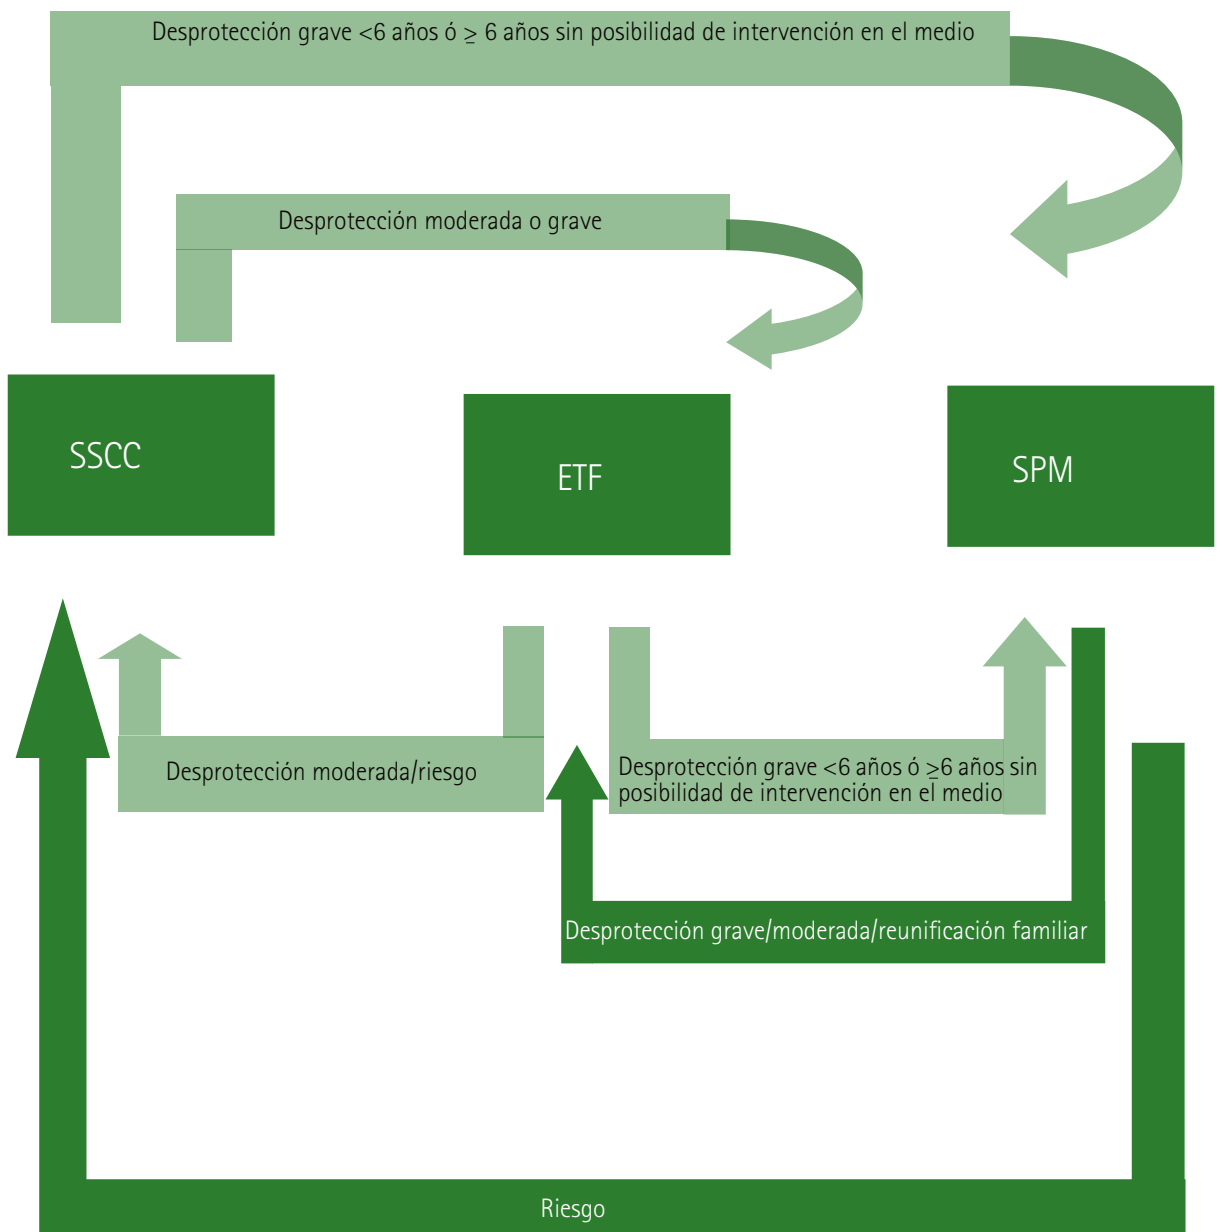 Desprotección grave <6 años ó ≥ 6 años sin posibilidad de intervención en el medio
Desprotección moderada o grave
SSCC
ETF
SPM
Desprotección moderada/riesgo
Desprotección grave <6 años ó ≥6 años sin
posibilidad de intervención en el medio
Desprotección grave/moderada/reunificación familiar
Riesgo